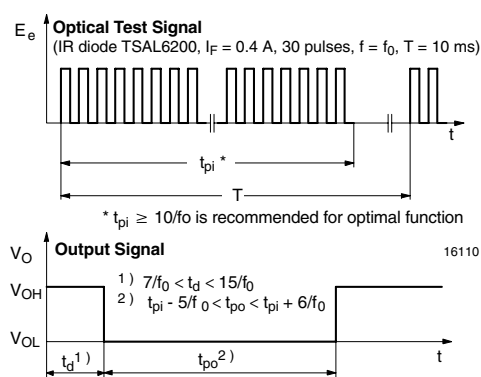 E_e Optical Test Signal
(IR diode TSAL6200, I_F = 0.4 A, 30 pulses, f = f_0, T = 10 ms)
t
t_pi *
T
* t_pi ≥ 10/fo is recommended for optimal function
V_O Output Signal 16110
V_OH
1 ) 7/f_0 < t_d < 15/f_0
2 ) t_pi - 5/f_0 < t_po < t_pi + 6/f_0
V_OL
t_d 1 ) t_po 2 ) t